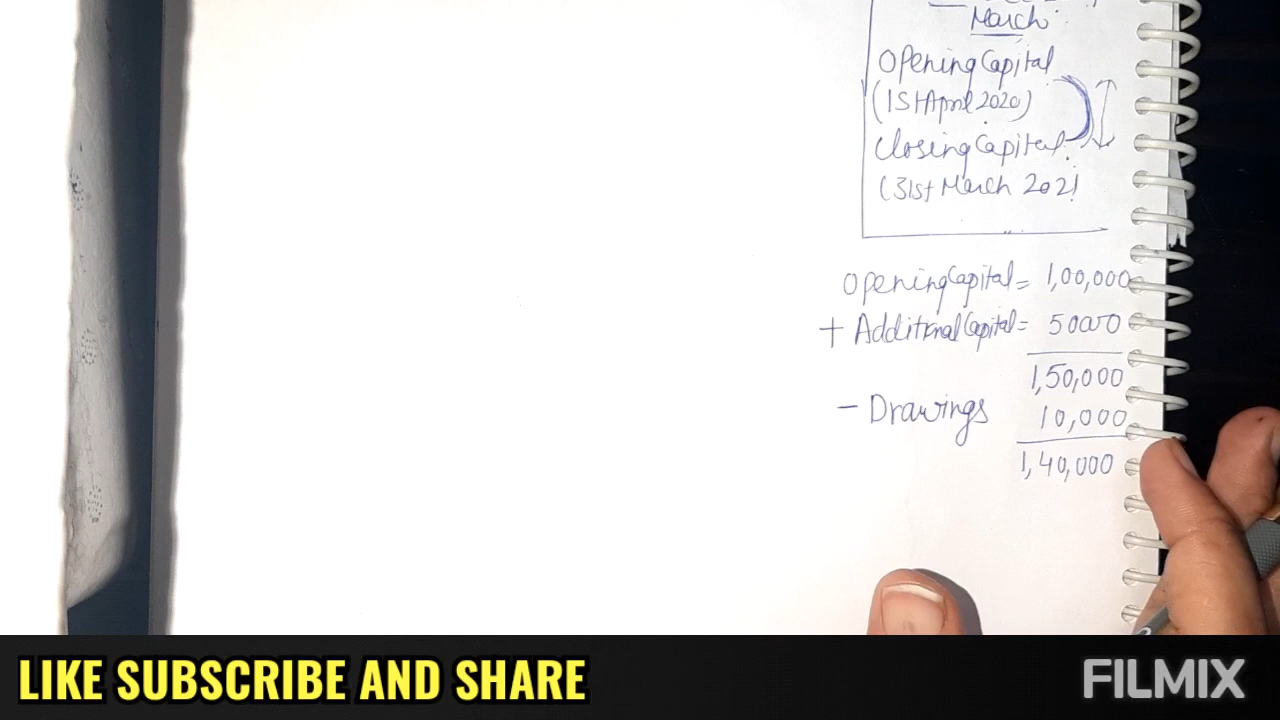 March
Opening Capital
(1st April 2020)
Closing Capital.
(31st March 2021
Opening Capital = 1,00,000
+ Additional Capital = 50000
1,50,000
- Drawings 10,000
1,40,000
LIKE SUBSCRIBE AND SHARE
FILMIX